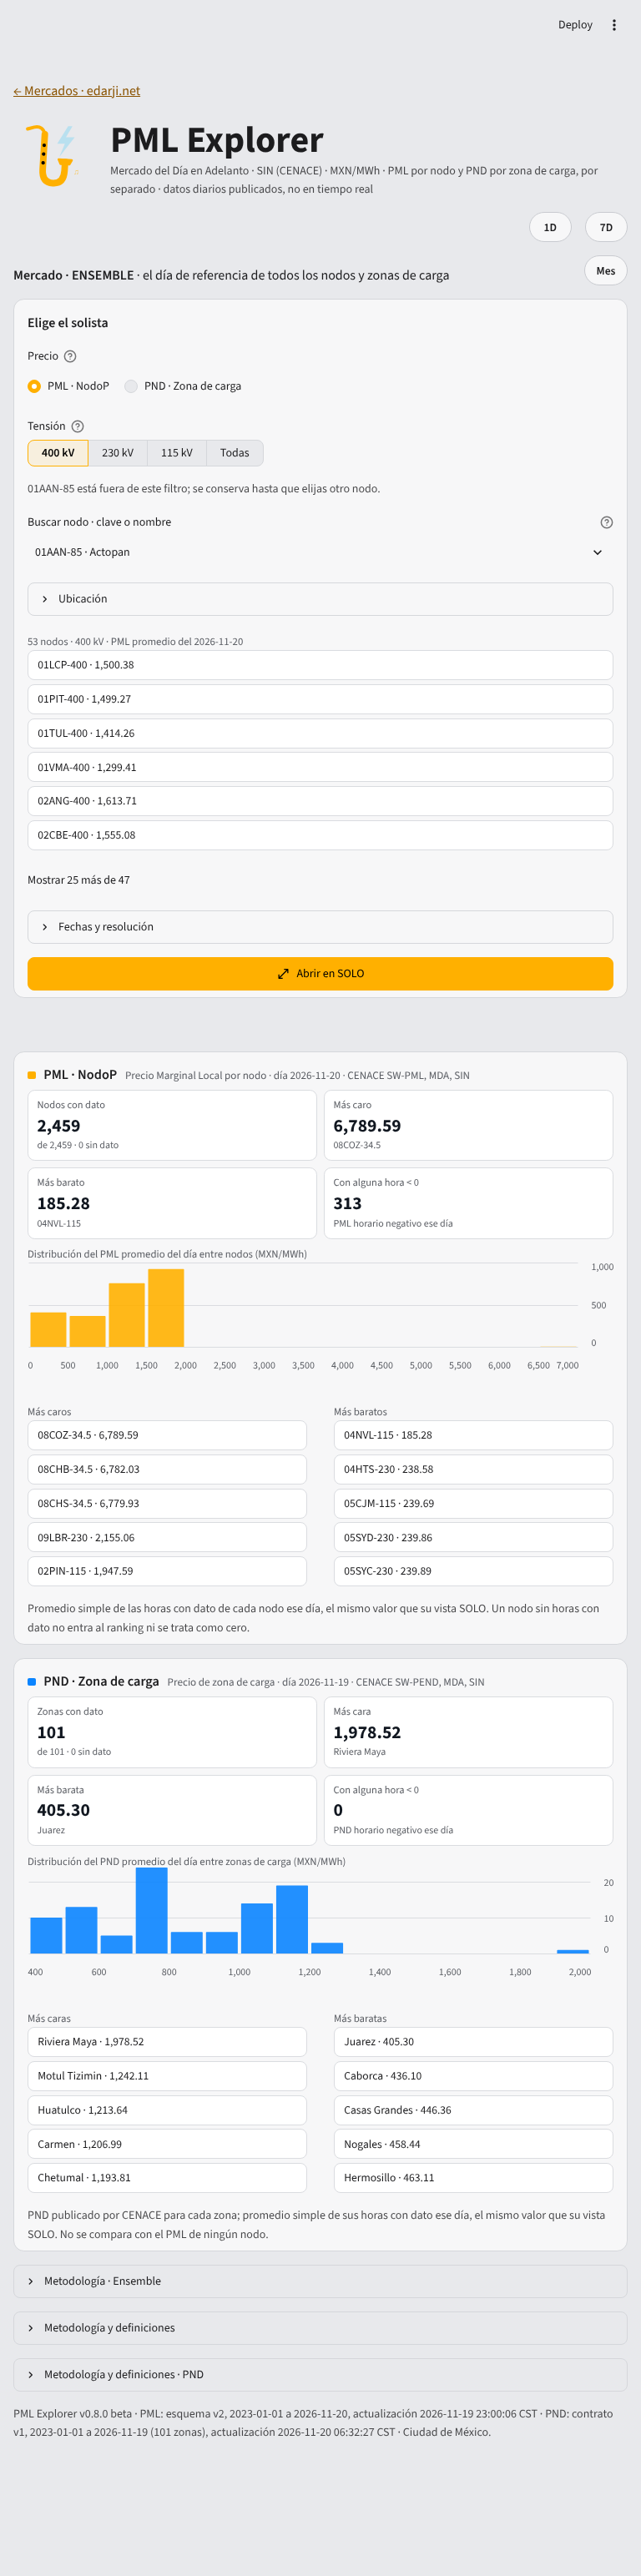 Deploy
← Mercados · edarji.net
PML Explorer
Mercado del Día en Adelanto · SIN (CENACE) · MXN/MWh · PML por nodo y PND por zona de carga, por
separado · datos diarios publicados, no en tiempo real
1D
7D
Mercado · ENSEMBLE · el día de referencia de todos los nodos y zonas de carga
Mes
Elige el solista
Precio
PML · NodoP
PND · Zona de carga
Tensión
400 kV
230 kV
115 kV
Todas
01AAN-85 está fuera de este filtro; se conserva hasta que elijas otro nodo.
Buscar nodo · clave o nombre
01AAN-85 · Actopan
Ubicación
53 nodos · 400 kV · PML promedio del 2026-11-20
01LCP-400 · 1,500.38
01PIT-400 · 1,499.27
01TUL-400 · 1,414.26
01VMA-400 · 1,299.41
02ANG-400 · 1,613.71
02CBE-400 · 1,555.08
Mostrar 25 más de 47
Fechas y resolución
Abrir en SOLO
PML · NodoP Precio Marginal Local por nodo · día 2026-11-20 · CENACE SW-PML, MDA, SIN
Nodos con dato
2,459
de 2,459 · 0 sin dato
Más caro
6,789.59
08COZ-34.5
Más barato
185.28
04NVL-115
Con alguna hora < 0
313
PML horario negativo ese día
Distribución del PML promedio del día entre nodos (MXN/MWh)
1,000
500
0
0 500 1,000 1,500 2,000 2,500 3,000 3,500 4,000 4,500 5,000 5,500 6,000 6,500 7,000
Más caros
08COZ-34.5 · 6,789.59
08CHB-34.5 · 6,782.03
08CHS-34.5 · 6,779.93
09LBR-230 · 2,155.06
02PIN-115 · 1,947.59
Más baratos
04NVL-115 · 185.28
04HTS-230 · 238.58
05CJM-115 · 239.69
05SYD-230 · 239.86
05SYC-230 · 239.89
Promedio simple de las horas con dato de cada nodo ese día, el mismo valor que su vista SOLO. Un nodo sin horas con
dato no entra al ranking ni se trata como cero.
PND · Zona de carga Precio de zona de carga · día 2026-11-19 · CENACE SW-PEND, MDA, SIN
Zonas con dato
101
de 101 · 0 sin dato
Más cara
1,978.52
Riviera Maya
Más barata
405.30
Juarez
Con alguna hora < 0
0
PND horario negativo ese día
Distribución del PND promedio del día entre zonas de carga (MXN/MWh)
20
10
0
400 600 800 1,000 1,200 1,400 1,600 1,800 2,000
Más caras
Riviera Maya · 1,978.52
Motul Tizimin · 1,242.11
Huatulco · 1,213.64
Carmen · 1,206.99
Chetumal · 1,193.81
Más baratas
Juarez · 405.30
Caborca · 436.10
Casas Grandes · 446.36
Nogales · 458.44
Hermosillo · 463.11
PND publicado por CENACE para cada zona; promedio simple de sus horas con dato ese día, el mismo valor que su vista
SOLO. No se compara con el PML de ningún nodo.
Metodología · Ensemble
Metodología y definiciones
Metodología y definiciones · PND
PML Explorer v0.8.0 beta · PML: esquema v2, 2023-01-01 a 2026-11-20, actualización 2026-11-19 23:00:06 CST · PND: contrato
v1, 2023-01-01 a 2026-11-19 (101 zonas), actualización 2026-11-20 06:32:27 CST · Ciudad de México.